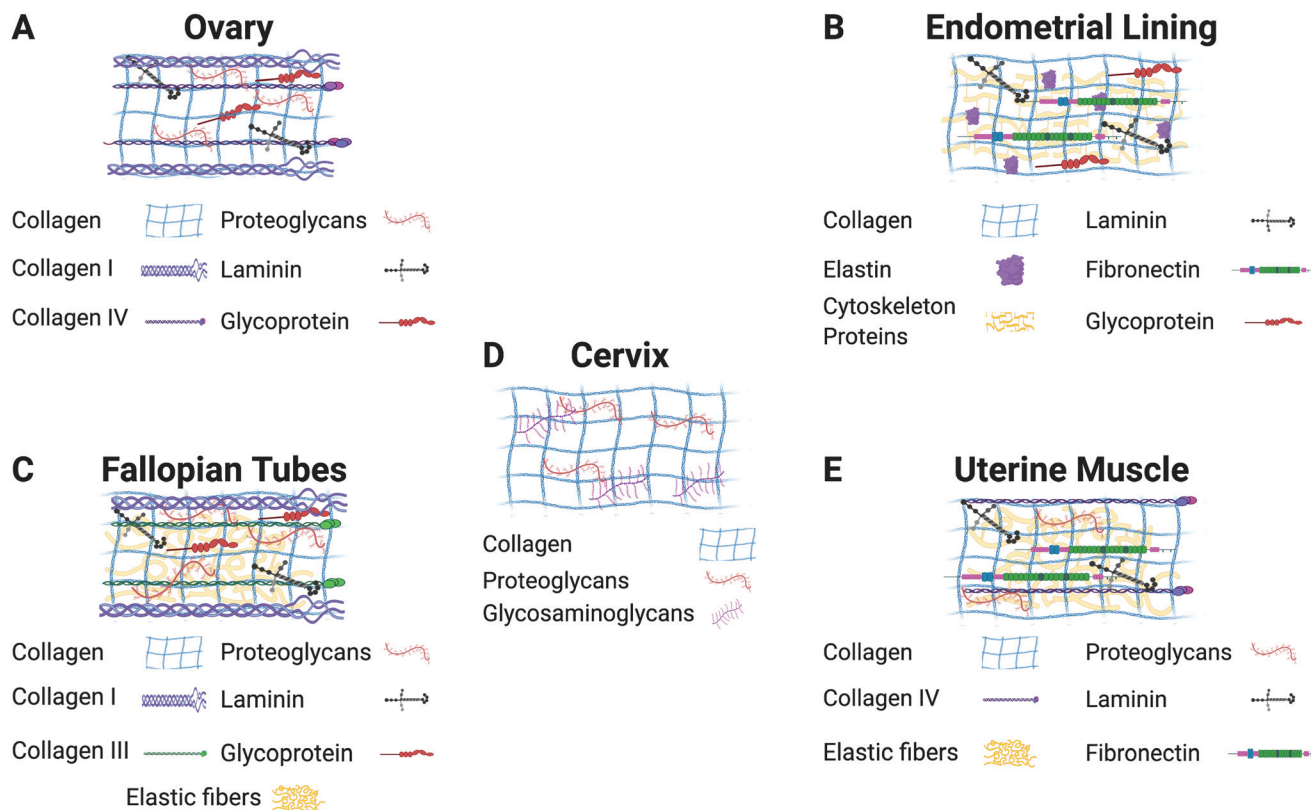 A Ovary
Collagen Proteoglycans
Collagen I Laminin
Collagen IV Glycoprotein
B Endometrial Lining
Collagen Laminin
Elastin Fibronectin
Cytoskeleton
Proteins Glycoprotein
C Fallopian Tubes
Collagen Proteoglycans
Collagen I Laminin
Collagen III Glycoprotein
Elastic fibers
D Cervix
Collagen
Proteoglycans
Glycosaminoglycans
E Uterine Muscle
Collagen Proteoglycans
Collagen IV Laminin
Elastic fibers Fibronectin